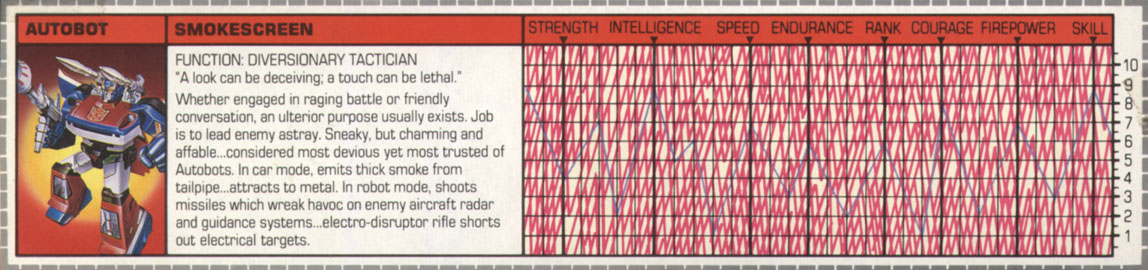 AUTOBOT
SMOKESCREEN
FUNCTION: DIVERSIONARY TACTICIAN
“A look can be deceiving; a touch can be lethal.”
Whether engaged in raging battle or friendly
conversation, an ulterior purpose usually exists. Job
is to lead enemy astray. Sneaky, but charming and
affable...considered most devious yet most trusted of
Autobots. In car mode, emits thick smoke from
tailpipe...attracts to metal. In robot mode, shoots
missiles which wreak havoc on enemy aircraft radar
and guidance systems...electro-disruptor rifle shorts
out electrical targets.
STRENGTH INTELLIGENCE SPEED ENDURANCE RANK COURAGE FIREPOWER SKILL
10
9
8
7
6
5
4
3
2
1